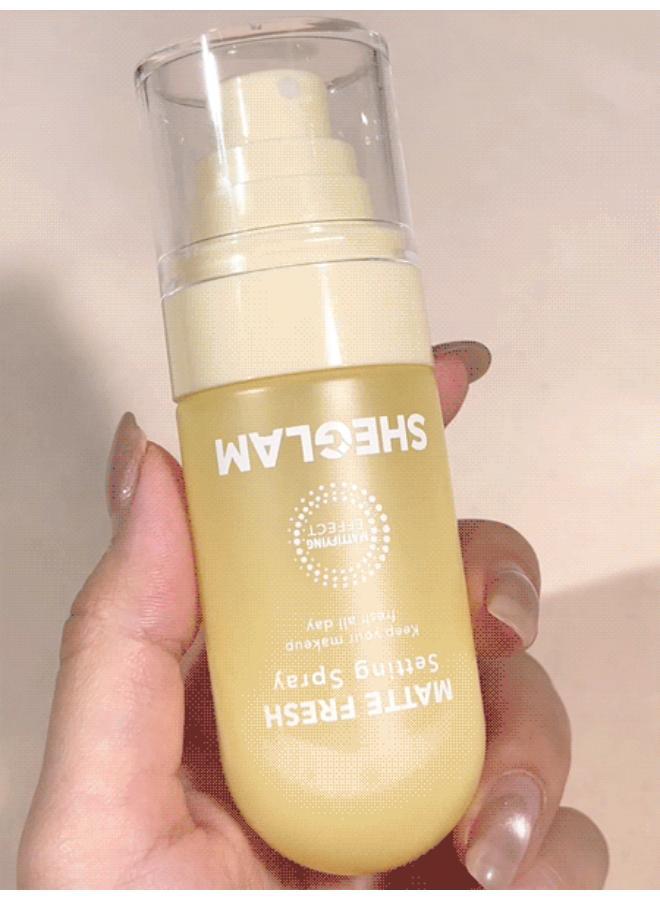 MATTE FRESH
Setting Spray
Keep your makeup
fresh all day
MATTIFYING
EFFECT
SHEGLAM